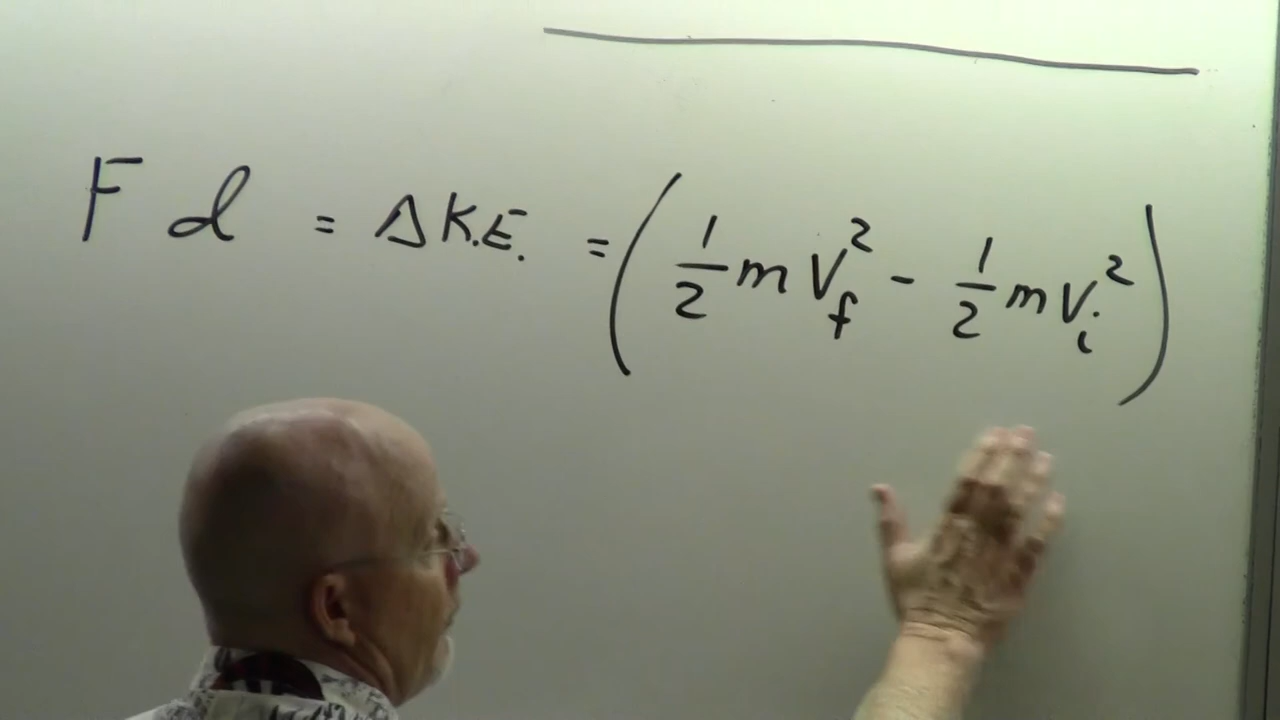 F d = ΔK.E. = ( 1/2 m V_f^2 - 1/2 m V_i^2 )